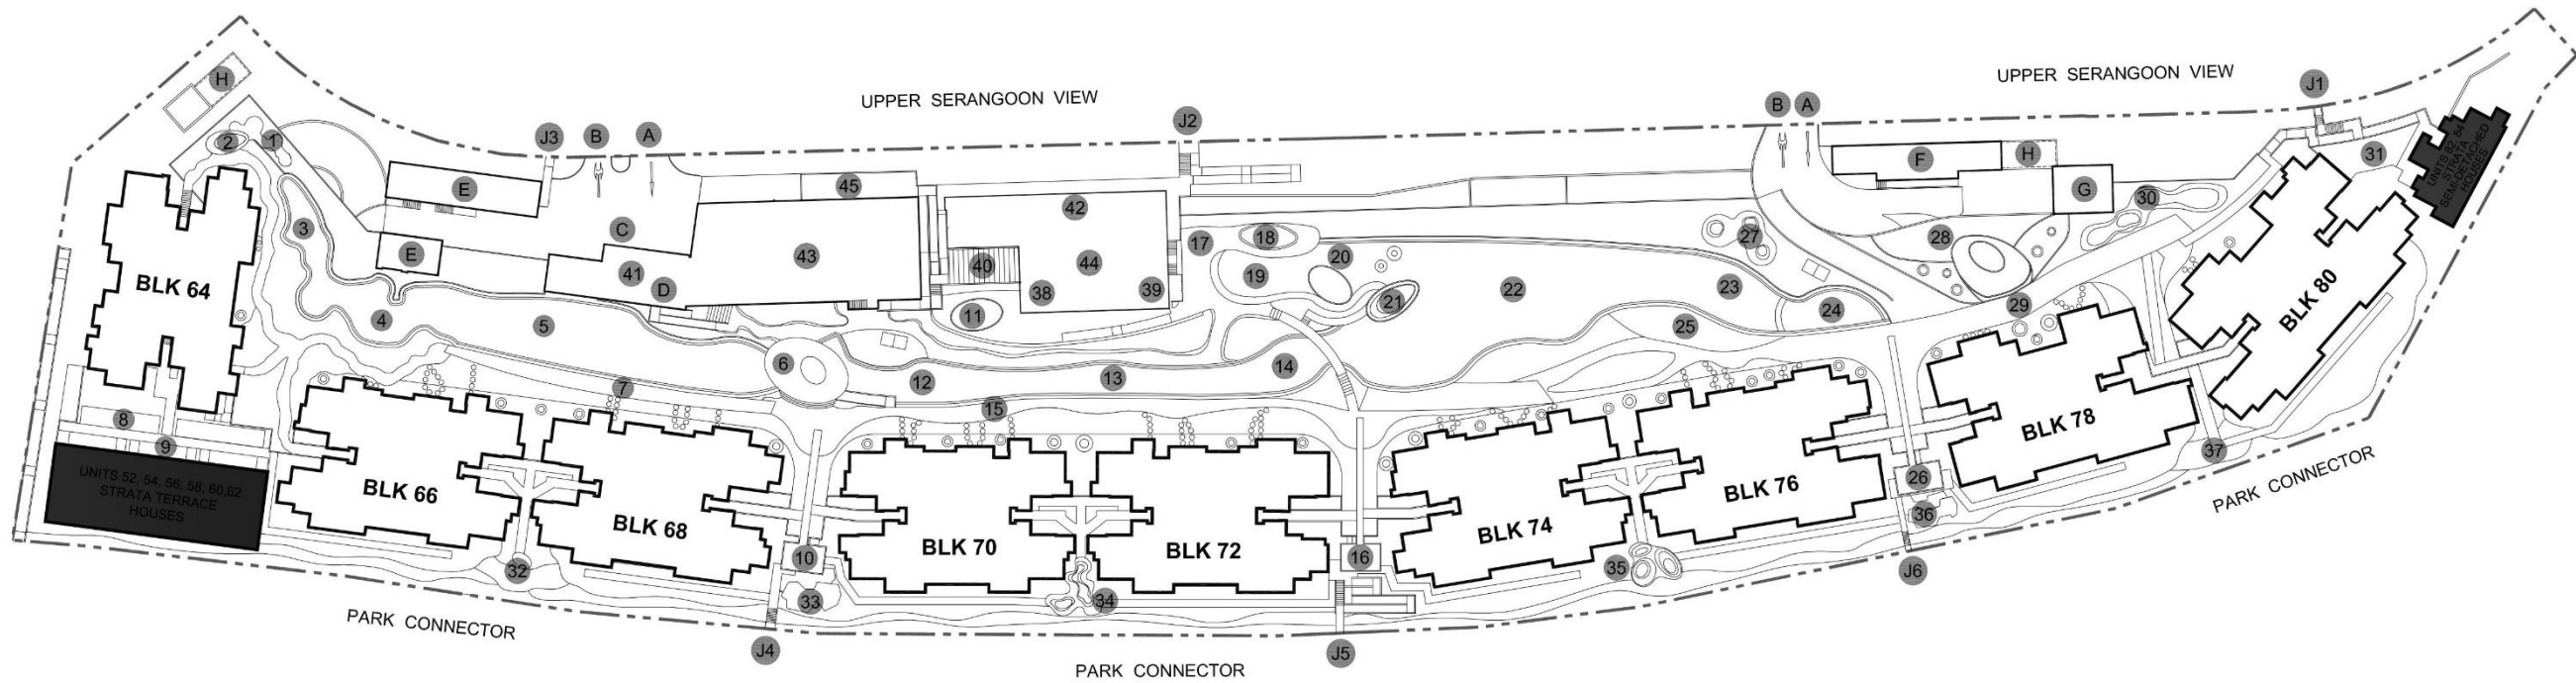 UPPER SERANGOON VIEW
UPPER SERANGOON VIEW
H
J3
B
A
J2
B
A
J1
2
1
E
45
42
F
H
G
31
UNITS 82, 84
STRATA
SEMI-DETACHED
HOUSES
3
C
E
41
D
43
40
44
38
39
11
17
18
19
20
21
22
23
24
25
27
28
29
30
BLK 64
4
5
6
7
12
13
14
15
8
9
UNITS 52, 54, 56, 58, 60,62
STRATA TERRACE
HOUSES
BLK 66
BLK 68
BLK 70
BLK 72
BLK 74
BLK 76
BLK 78
BLK 80
10
16
26
37
32
33
34
35
36
J4
J5
J6
PARK CONNECTOR
PARK CONNECTOR
PARK CONNECTOR